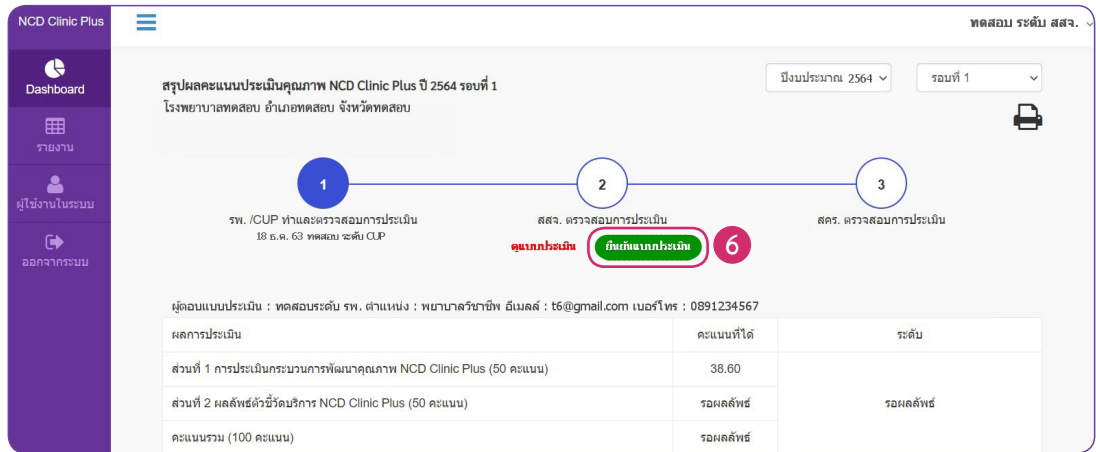 NCD Clinic Plus
ทดสอบ ระดับ สสจ.
Dashboard
รายงาน
ผู้ใช้งานในระบบ
ออกจากระบบ
สรุปผลคะแนนประเมินคุณภาพ NCD Clinic Plus ปี 2564 รอบที่ 1
โรงพยาบาลทดสอบ อำเภอทดสอบ จังหวัดทดสอบ
ปีงบประมาณ 2564
รอบที่ 1
1
2
3
รพ. /CUP ทำและตรวจสอบการประเมิน
สสจ. ตรวจสอบการประเมิน
สคร. ตรวจสอบการประเมิน
18 ธ.ค. 63 ทดสอบ ระดับ CUP
ดูแบบประเมิน
ยืนยันแบบประเมิน
6
ผู้ตอบแบบประเมิน : ทดสอบระดับ รพ. ตำแหน่ง : พยาบาลวิชาชีพ อีเมลล์ : t6@gmail.com เบอร์โทร : 0891234567
ผลการประเมิน
คะแนนที่ได้
ระดับ
ส่วนที่ 1 การประเมินกระบวนการพัฒนาคุณภาพ NCD Clinic Plus (50 คะแนน)
38.60
ส่วนที่ 2 ผลลัพธ์ตัวชี้วัดบริการ NCD Clinic Plus (50 คะแนน)
รอผลลัพธ์
รอผลลัพธ์
คะแนนรวม (100 คะแนน)
รอผลลัพธ์